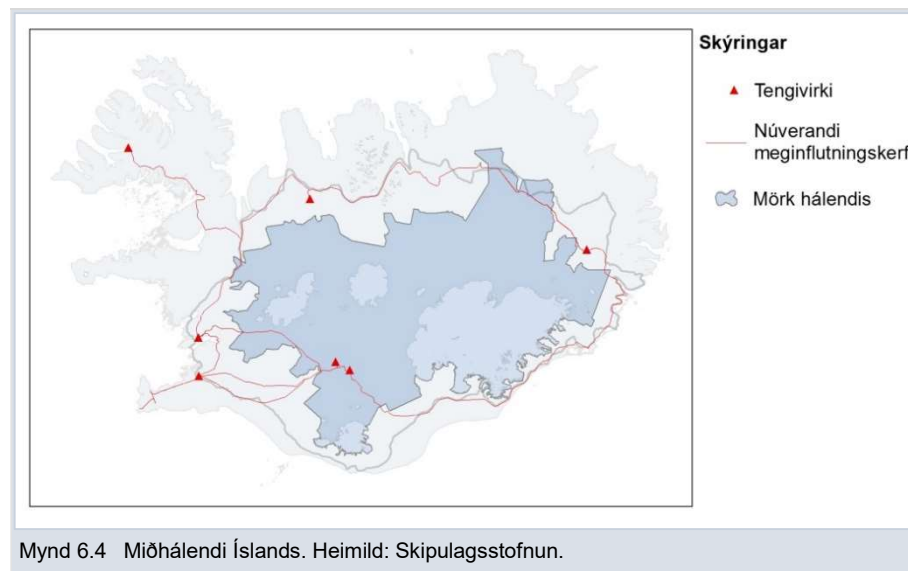 Skýringar
Tengivirki
Núverandi
meginflutningskerf
Mörk hálendis
Mynd 6.4 Miðhálendi Íslands. Heimild: Skipulagsstofnun.